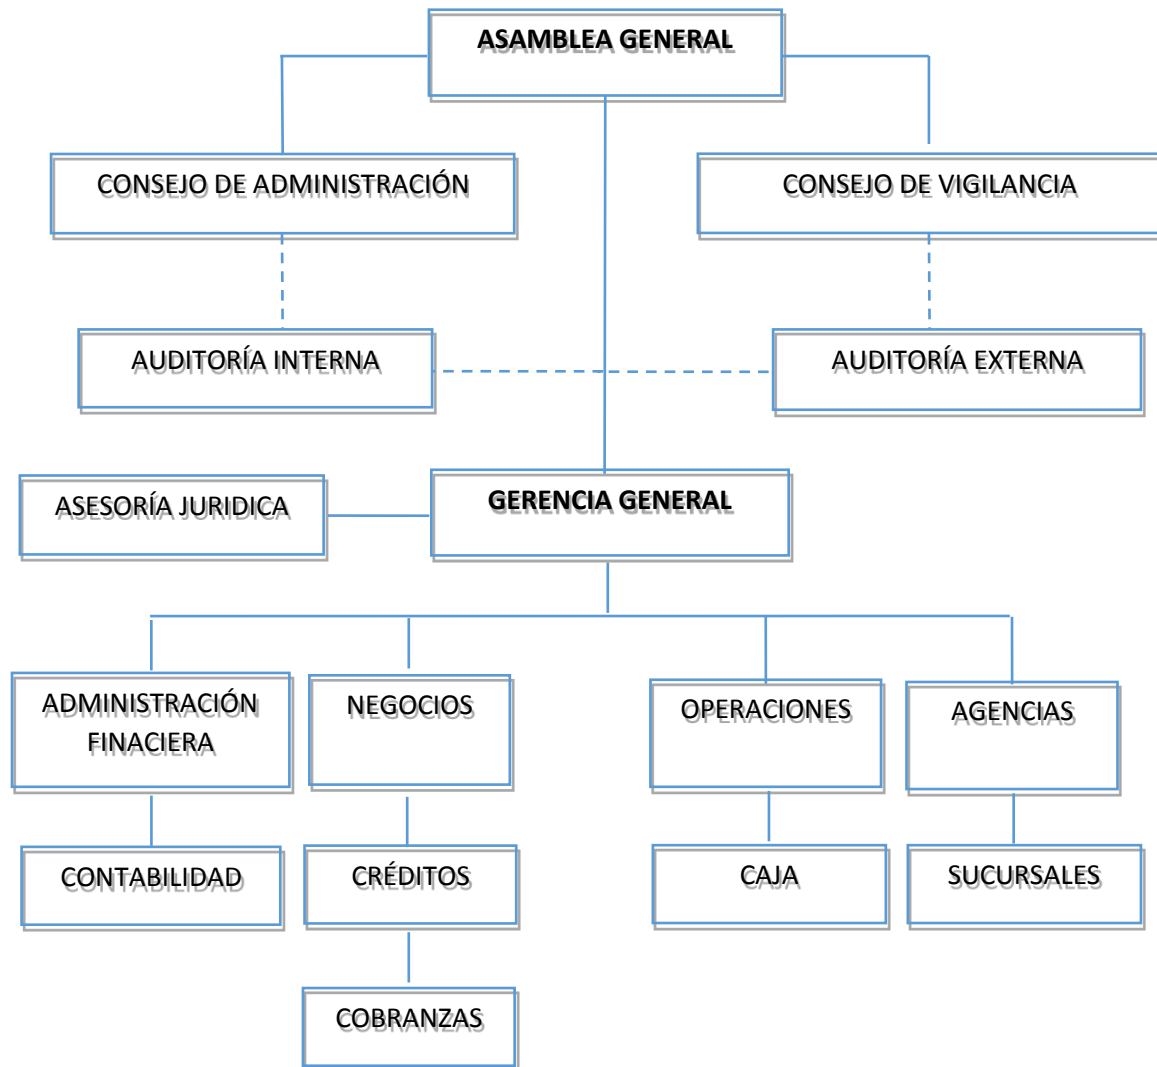 ASAMBLEA GENERAL
CONSEJO DE ADMINISTRACIÓN
CONSEJO DE VIGILANCIA
AUDITORÍA INTERNA
AUDITORÍA EXTERNA
ASESORÍA JURIDICA
GERENCIA GENERAL
ADMINISTRACIÓN
FINACIERA
NEGOCIOS
OPERACIONES
AGENCIAS
CONTABILIDAD
CRÉDITOS
CAJA
SUCURSALES
COBRANZAS